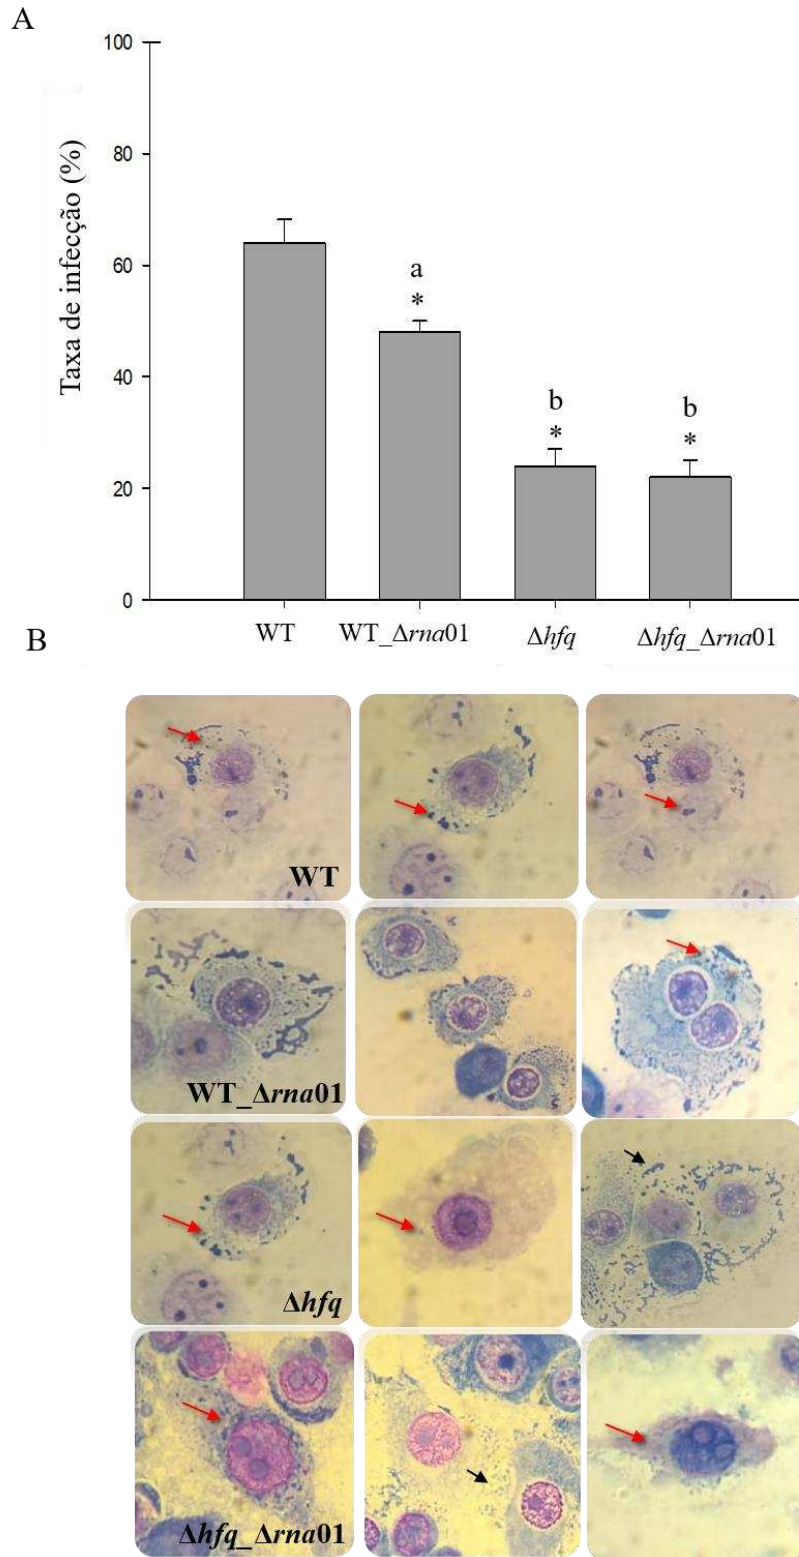 A
100
80
60
40
20
0
Taxa de infecção (%)
a
*
b
*
b
*
WT
WT_Δrna01
Δhfq
Δhfq_Δrna01
B
WT
WT_Δrna01
Δhfq
Δhfq_Δrna01